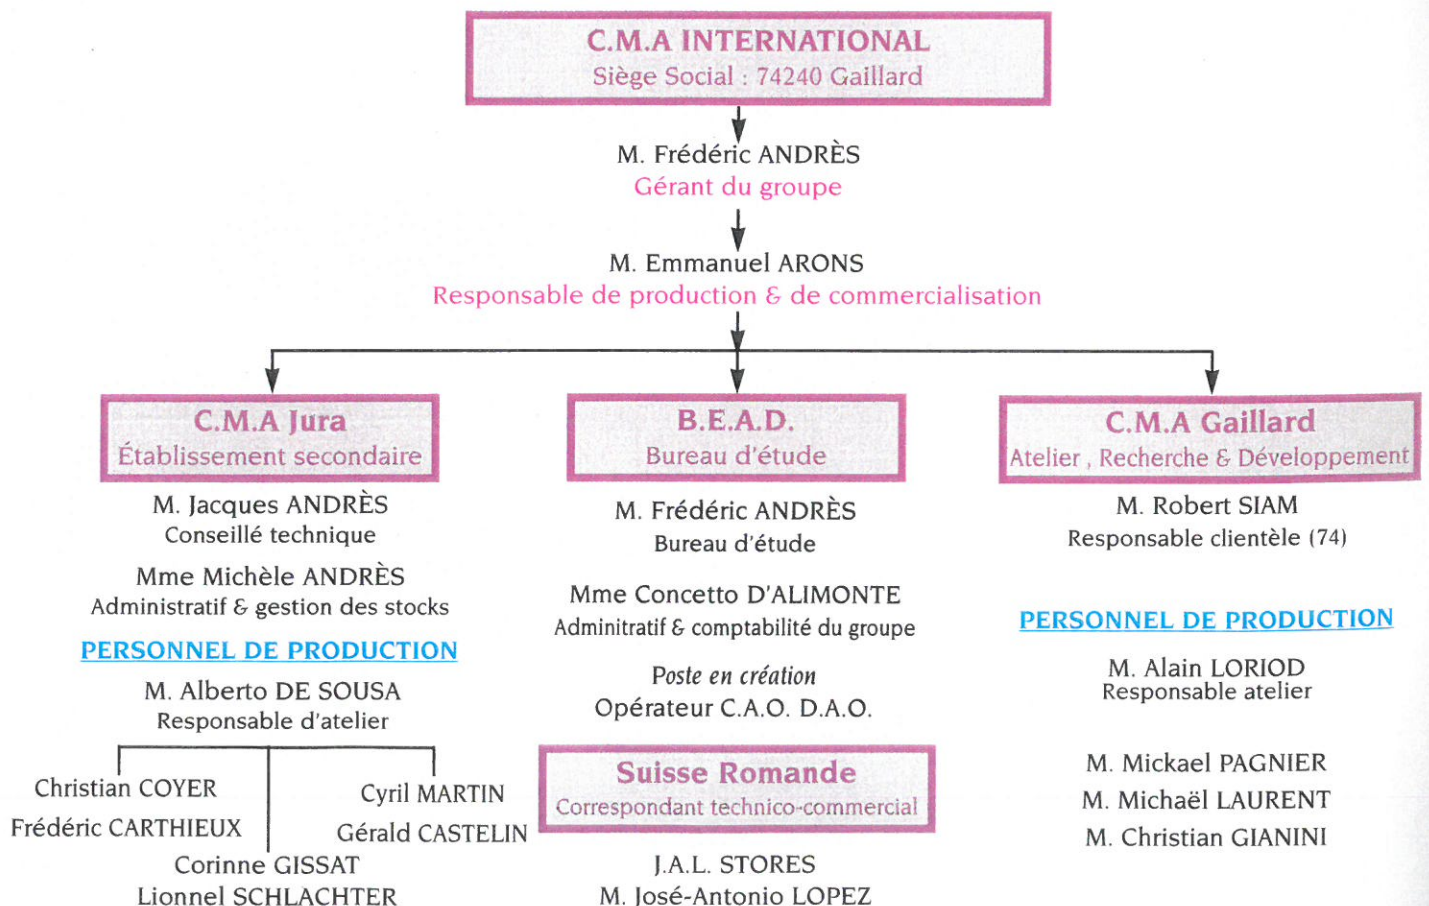 C.M.A INTERNATIONAL
Siège Social : 74240 Gaillard
M. Frédéric ANDRÈS
Gérant du groupe
M. Emmanuel ARONS
Responsable de production & de commercialisation
C.M.A Jura
Établissement secondaire
M. Jacques ANDRÈS
Conseillé technique
Mme Michèle ANDRÈS
Administratif & gestion des stocks
PERSONNEL DE PRODUCTION
M. Alberto DE SOUSA
Responsable d'atelier
Christian COYER
Frédéric CARTHIEUX
Cyril MARTIN
Gérald CASTELIN
Corinne GISSAT
Lionnel SCHLACHTER
B.E.A.D.
Bureau d'étude
M. Frédéric ANDRÈS
Bureau d'étude
Mme Concetto D'ALIMONTE
Adminitratif & comptabilité du groupe
Poste en création
Opérateur C.A.O. D.A.O.
Suisse Romande
Correspondant technico-commercial
J.A.L. STORES
M. José-Antonio LOPEZ
C.M.A Gaillard
Atelier , Recherche & Développement
M. Robert SIAM
Responsable clientèle (74)
PERSONNEL DE PRODUCTION
M. Alain LORIOD
Responsable atelier
M. Mickael PAGNIER
M. Michaël LAURENT
M. Christian GIANINI